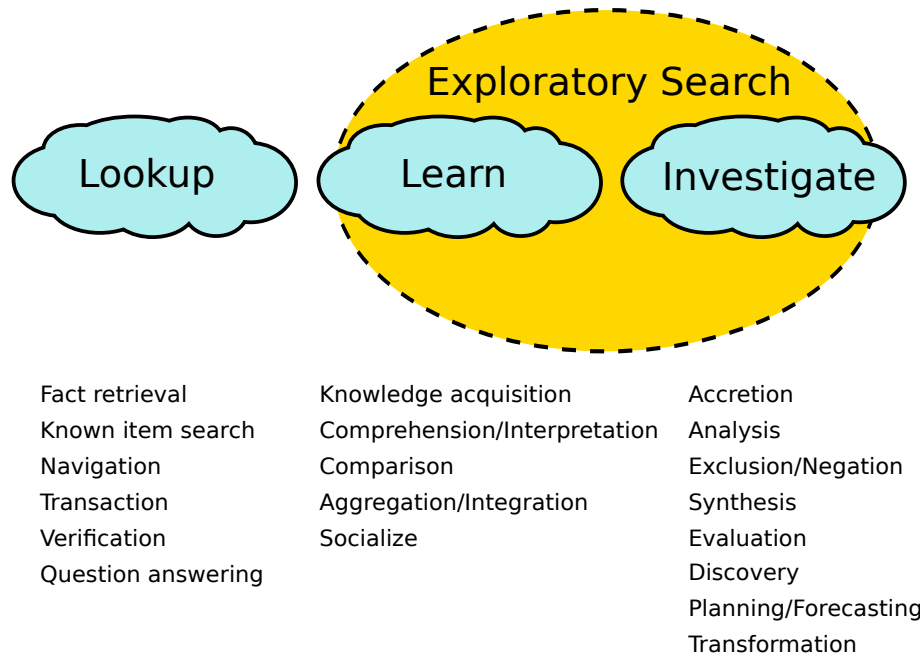 Exploratory Search
Lookup
Learn
Investigate
Fact retrieval
Known item search
Navigation
Transaction
Verification
Question answering
Knowledge acquisition
Comprehension/Interpretation
Comparison
Aggregation/Integration
Socialize
Accretion
Analysis
Exclusion/Negation
Synthesis
Evaluation
Discovery
Planning/Forecasting
Transformation